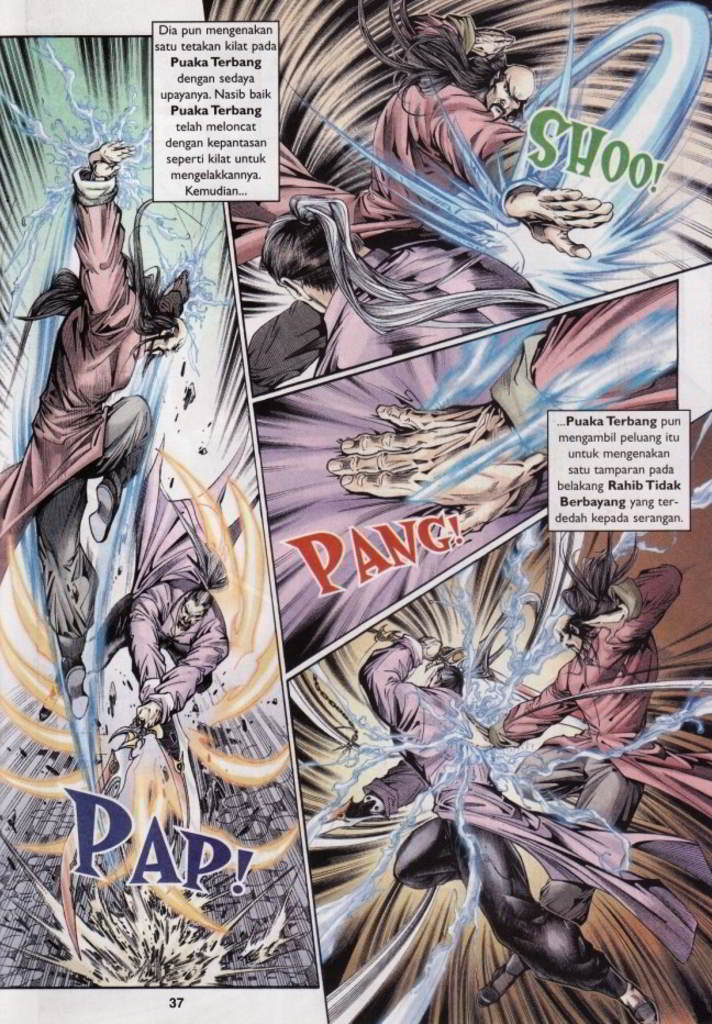 Dia pun mengenakan
satu tetakan kilat pada
Puaka Terbang
dengan sedaya
upayanya. Nasib baik
Puaka Terbang
telah meloncat
dengan kepantasan
seperti kilat untuk
mengelakkannya.
Kemudian...
PAP!
SHOO!
PANG!
...Puaka Terbang pun
mengambil peluang itu
untuk mengenakan
satu tamparan pada
belakang Rahib Tidak
Berbayang yang ter-
dedah kepada serangan.
37